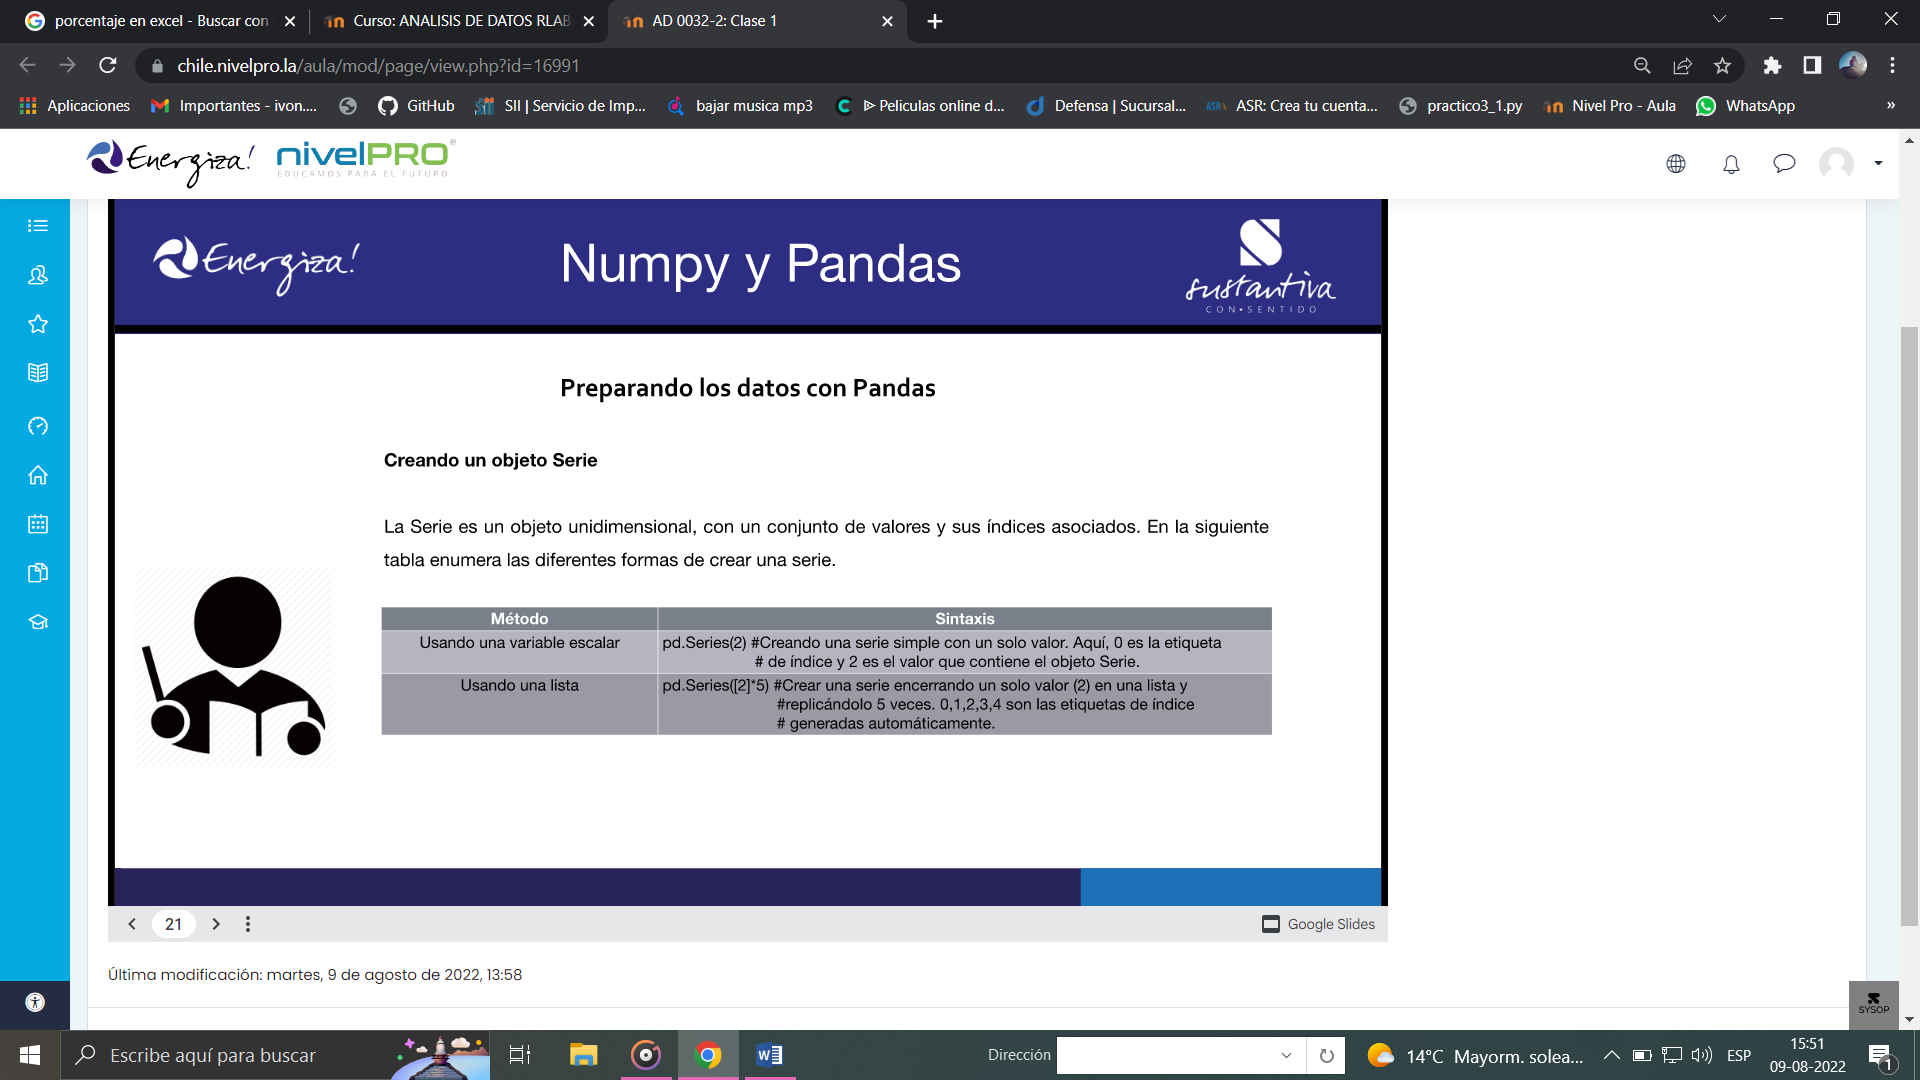 porcentaje en excel - Buscar con
Curso: ANALISIS DE DATOS RLAB
AD 0032-2: Clase 1
chile.nivelpro.la/aula/mod/page/view.php?id=16991
Aplicaciones
Importantes - ivon....
GitHub
SII | Servicio de Imp...
bajar musica mp3
Peliculas online d...
Defensa | Sucursal...
ASR: Crea tu cuenta...
practico3_1.py
Nivel Pro - Aula
WhatsApp
»
Energiza!
nivelPRO
EDUCAMOS PARA EL FUTURO
Energiza!
Numpy y Pandas
sustantiva
CON•SENTIDO
Preparando los datos con Pandas
Creando un objeto Serie
La Serie es un objeto unidimensional, con un conjunto de valores y sus índices asociados. En la siguiente
tabla enumera las diferentes formas de crear una serie.
Método
Sintaxis
Usando una variable escalar
pd.Series(2) #Creando una serie simple con un solo valor. Aquí, 0 es la etiqueta
# de índice y 2 es el valor que contiene el objeto Serie.
Usando una lista
pd.Series([2]*5) #Crear una serie encerrando un solo valor (2) en una lista y
#replicándolo 5 veces. 0,1,2,3,4 son las etiquetas de índice
# generadas automáticamente.
21
Google Slides
Última modificación: martes, 9 de agosto de 2022, 13:58
SYSOP
Escribe aquí para buscar
Dirección
14°C Mayorm. solea...
ESP
15:51
09-08-2022
1